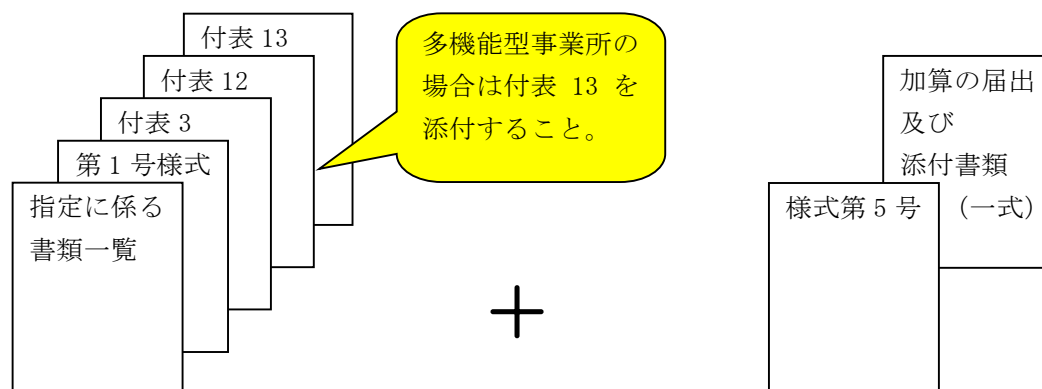 付表 13
付表 12
付表 3
第 1 号様式
指定に係る
書類一覧
多機能型事業所の
場合は付表 13 を
添付すること。
＋
加算の届出
及び
添付書類
（一式）
様式第 5 号